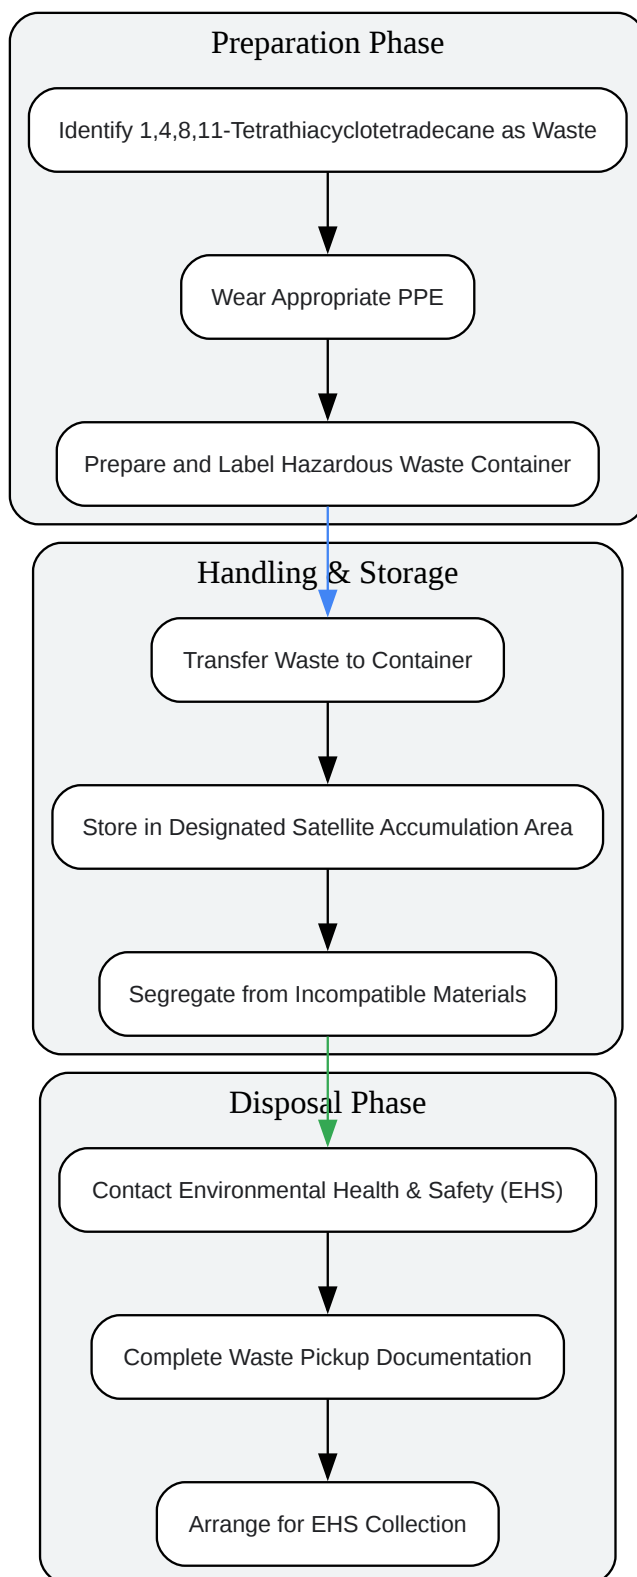 Preparation Phase
Identify 1,4,8,11-Tetrathiacyclotetradecane as Waste
Wear Appropriate PPE
Prepare and Label Hazardous Waste Container
Handling & Storage
Transfer Waste to Container
Store in Designated Satellite Accumulation Area
Segregate from Incompatible Materials
Disposal Phase
Contact Environmental Health & Safety (EHS)
Complete Waste Pickup Documentation
Arrange for EHS Collection